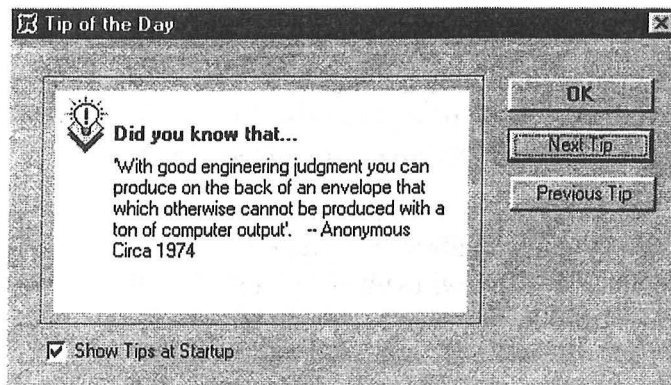 Tip of the Day
Did you know that...
'With good engineering judgment you can
produce on the back of an envelope that
which otherwise cannot be produced with a
ton of computer output'. -- Anonymous
Circa 1974
OK
Next Tip
Previous Tip
Show Tips at Startup